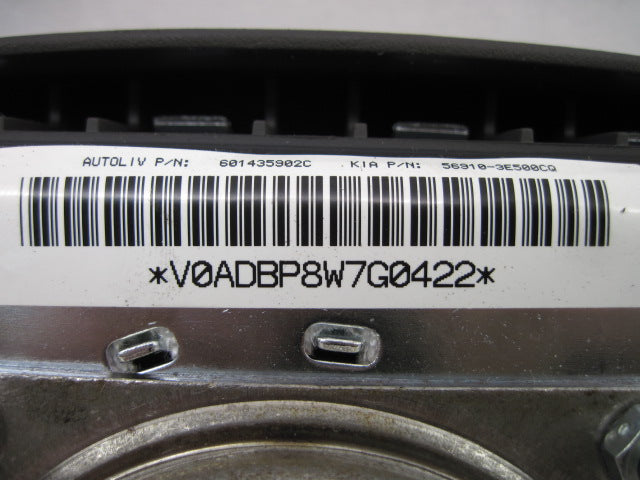 AUTOLIV P/N: 601435902C KIA P/N: 56910-3E500CQ
*V0ADBP8W7G0422*